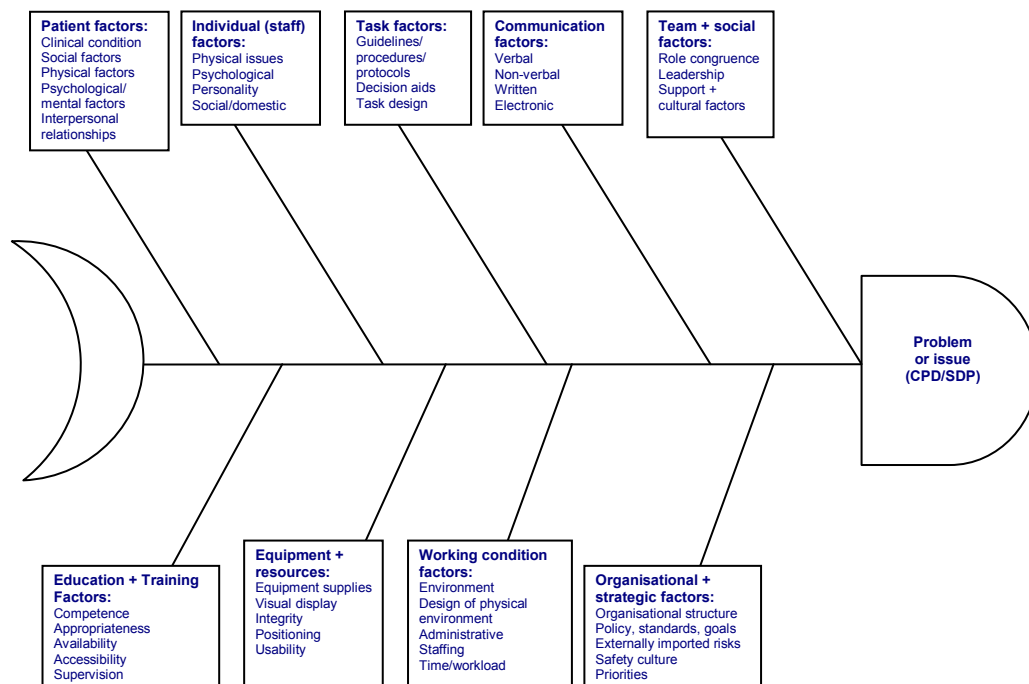 Patient factors:
Clinical condition
Social factors
Physical factors
Psychological/
mental factors
Interpersonal
relationships
Individual (staff)
factors:
Physical issues
Psychological
Personality
Social/domestic
Task factors:
Guidelines/
procedures/
protocols
Decision aids
Task design
Communication
factors:
Verbal
Non-verbal
Written
Electronic
Team + social
factors:
Role congruence
Leadership
Support +
cultural factors
Problem
or issue
(CPD/SDP)
Education + Training
Factors:
Competence
Appropriateness
Availability
Accessibility
Supervision
Equipment +
resources:
Equipment supplies
Visual display
Integrity
Positioning
Usability
Working condition
factors:
Environment
Design of physical
environment
Administrative
Staffing
Time/workload
Organisational +
strategic factors:
Organisational structure
Policy, standards, goals
Externally imported risks
Safety culture
Priorities